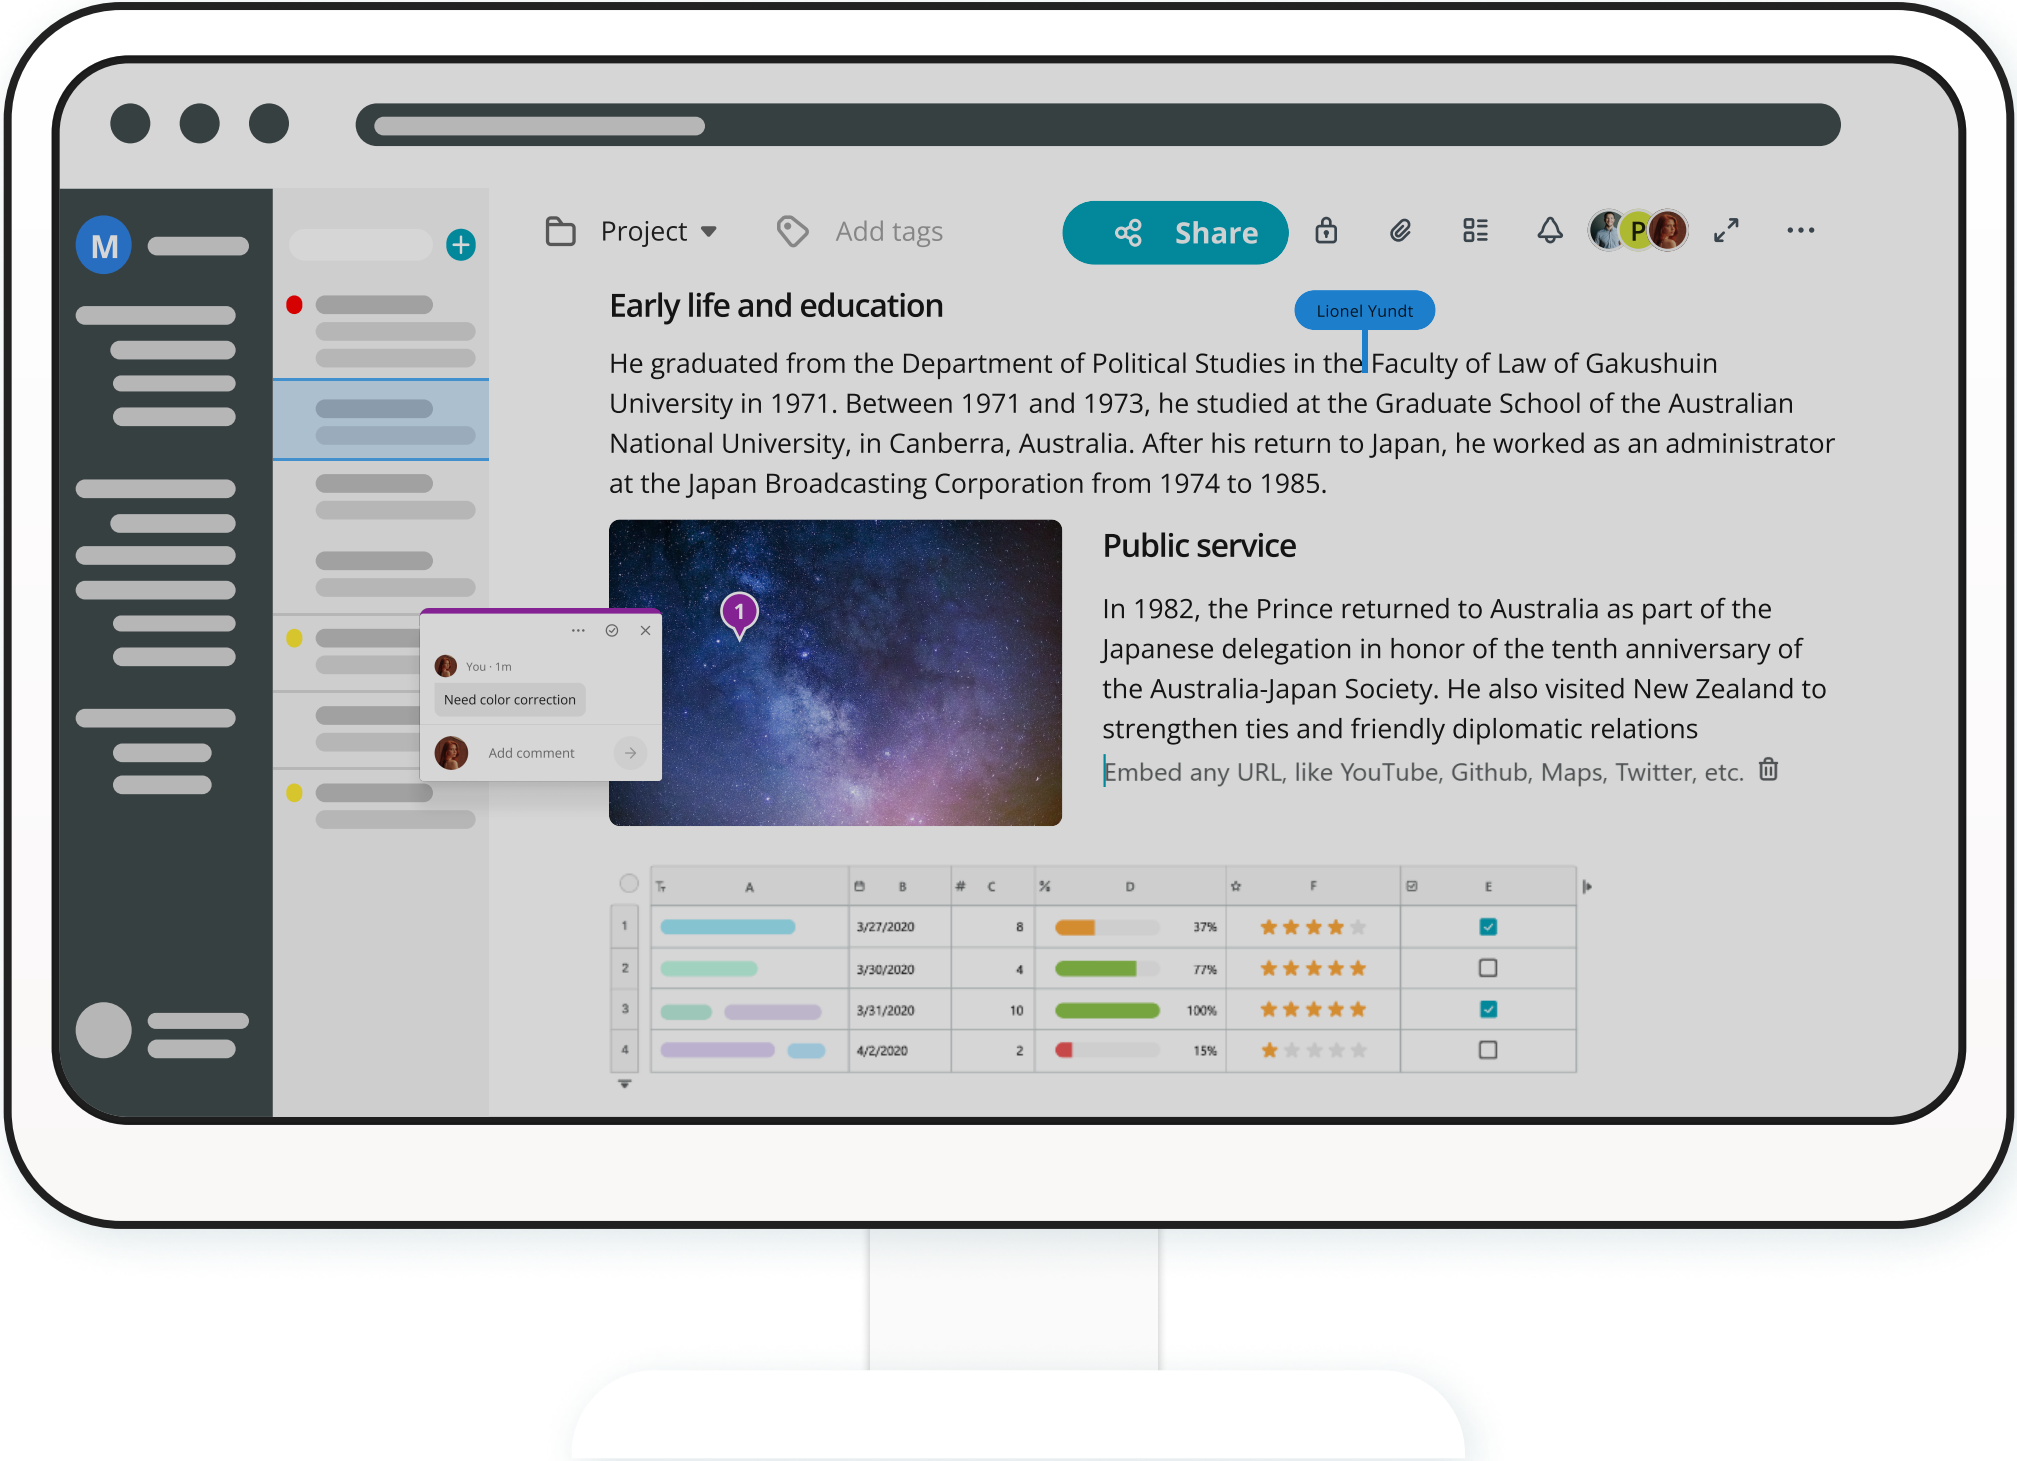 M
Project
Add tags
Share
P
Early life and education
Lionel Yundt
He graduated from the Department of Political Studies in the Faculty of Law of Gakushuin
University in 1971. Between 1971 and 1973, he studied at the Graduate School of the Australian
National University, in Canberra, Australia. After his return to Japan, he worked as an administrator
at the Japan Broadcasting Corporation from 1974 to 1985.
1
You · 1m
Need color correction
Add comment
Public service
In 1982, the Prince returned to Australia as part of the
Japanese delegation in honor of the tenth anniversary of
the Australia-Japan Society. He also visited New Zealand to
strengthen ties and friendly diplomatic relations
Embed any URL, like YouTube, Github, Maps, Twitter, etc.
Tт A B # C % D F E
1 3/27/2020 8 37%
2 3/30/2020 4 77%
3 3/31/2020 10 100%
4 4/2/2020 2 15%